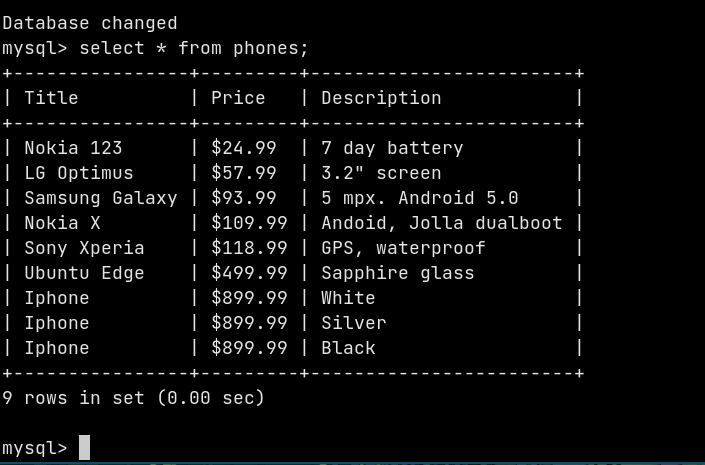 Database changed
mysql> select * from phones;
+----------------+---------+------------------------+
| Title          | Price   | Description            |
+----------------+---------+------------------------+
| Nokia 123      | $24.99  | 7 day battery          |
| LG Optimus     | $57.99  | 3.2" screen            |
| Samsung Galaxy | $93.99  | 5 mpx. Android 5.0     |
| Nokia X        | $109.99 | Andoid, Jolla dualboot |
| Sony Xperia    | $118.99 | GPS, waterproof        |
| Ubuntu Edge    | $499.99 | Sapphire glass         |
| Iphone         | $899.99 | White                  |
| Iphone         | $899.99 | Silver                 |
| Iphone         | $899.99 | Black                  |
+----------------+---------+------------------------+
9 rows in set (0.00 sec)
mysql>